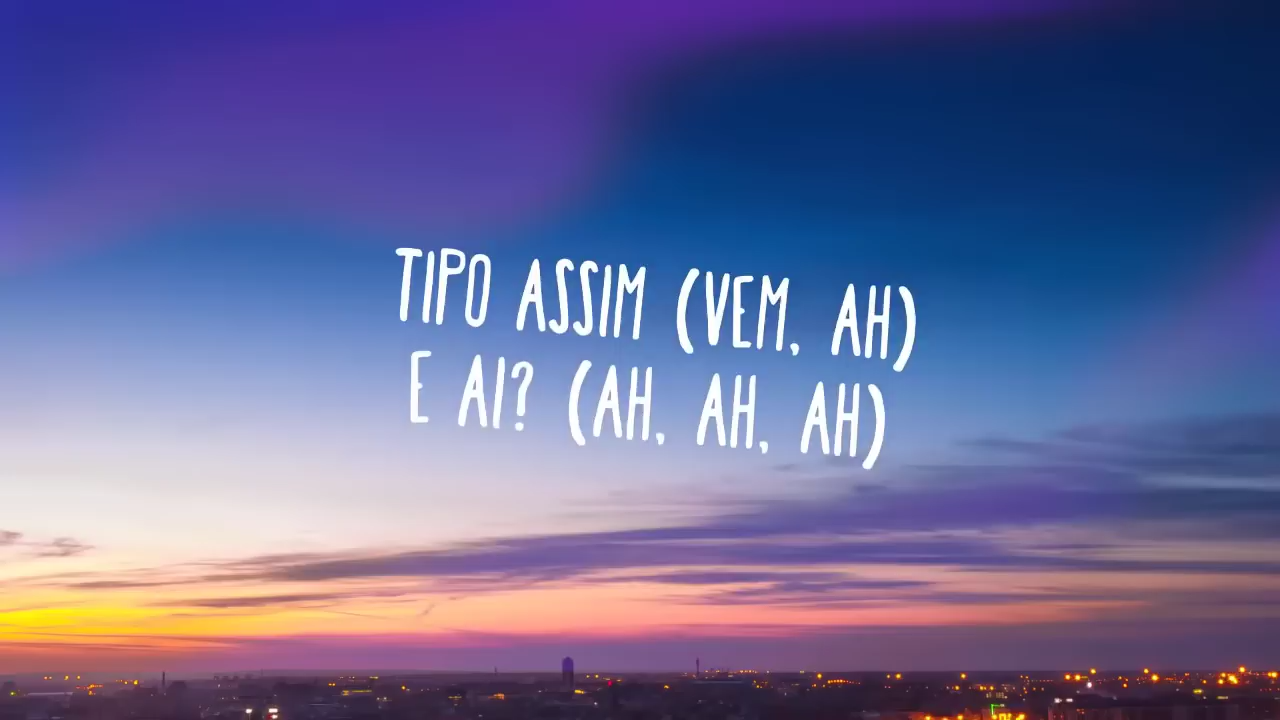 TIPO ASSIM (VEM, AH)
E AI? (AH, AH, AH)